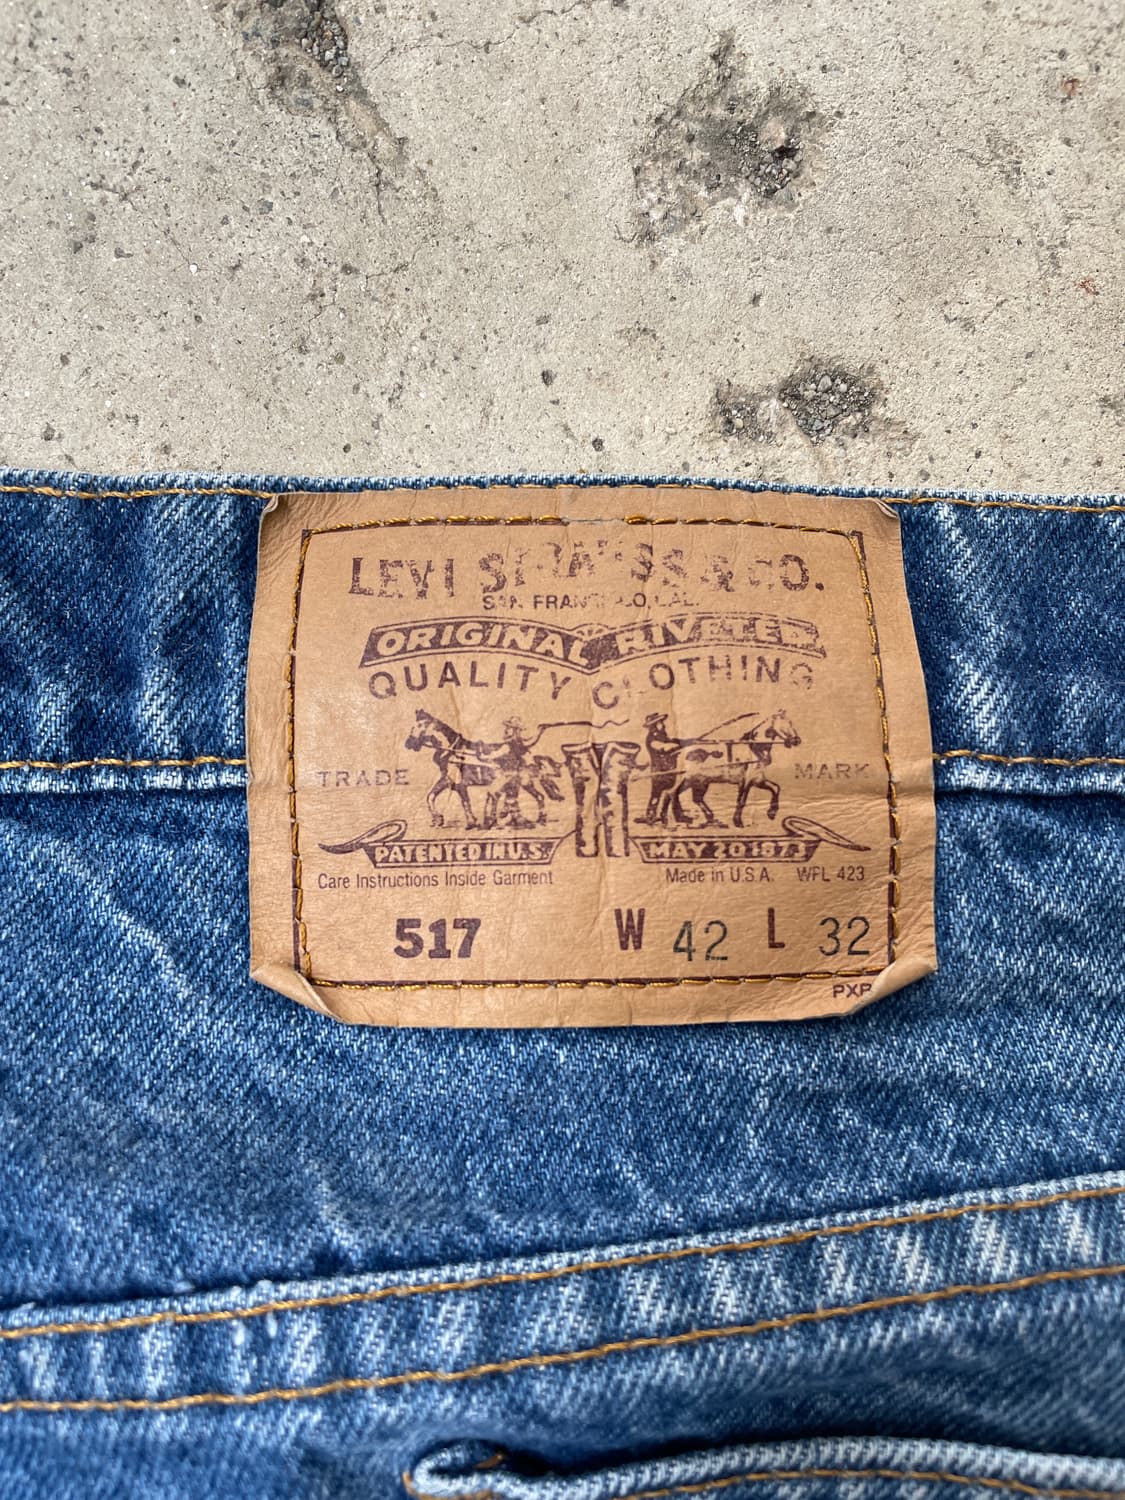 LEVI STRAUSS & CO.
SAN FRANCISCO, CAL.
ORIGINAL RIVETED
QUALITY CLOTHING
TRADE MARK
PATENTED IN U.S. MAY 20 1873
Care Instructions Inside Garment Made in U.S.A. WFL 423
517 W 42 L 32